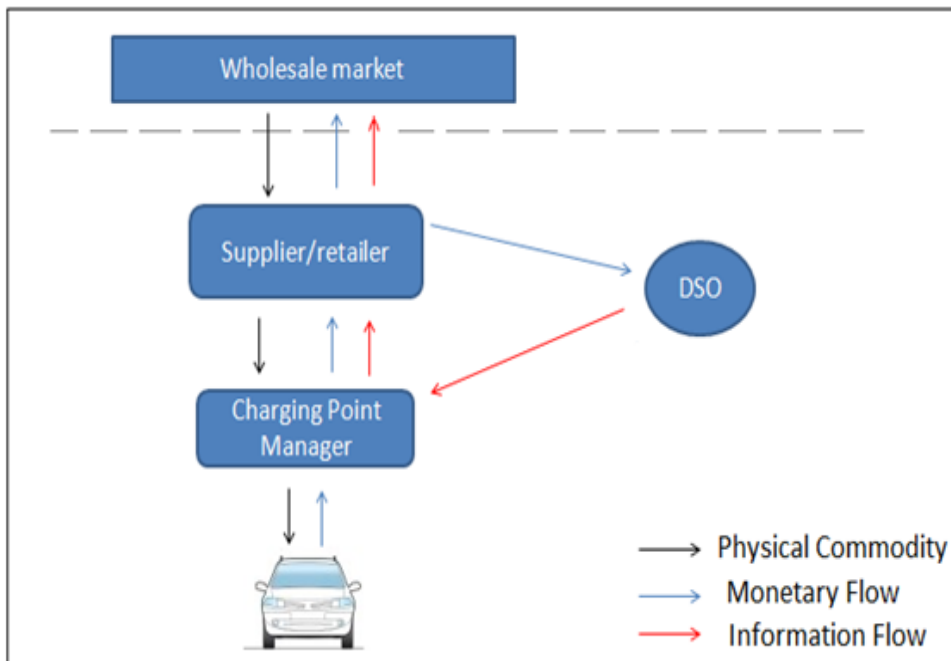 Wholesale market
Supplier/retailer
DSO
Charging Point
Manager
Physical Commodity
Monetary Flow
Information Flow